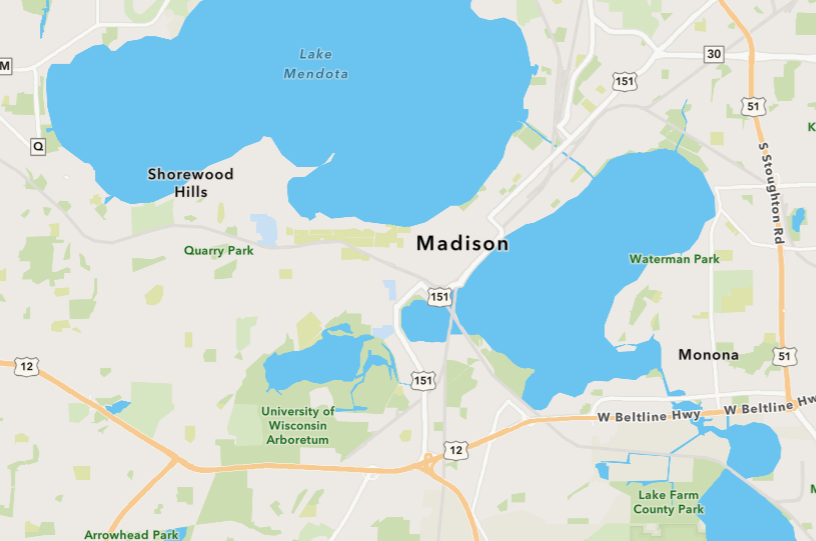 Lake
Mendota
30
151
M
51
K
Q
Shorewood
Hills
S Stoughton Rd
Madison
Quarry Park
Waterman Park
151
Monona
51
12
151
University of
Wisconsin
Arboretum
W Beltline Hwy
W Beltline Hw
12
Lake Farm
County Park
M
Arrowhead Park